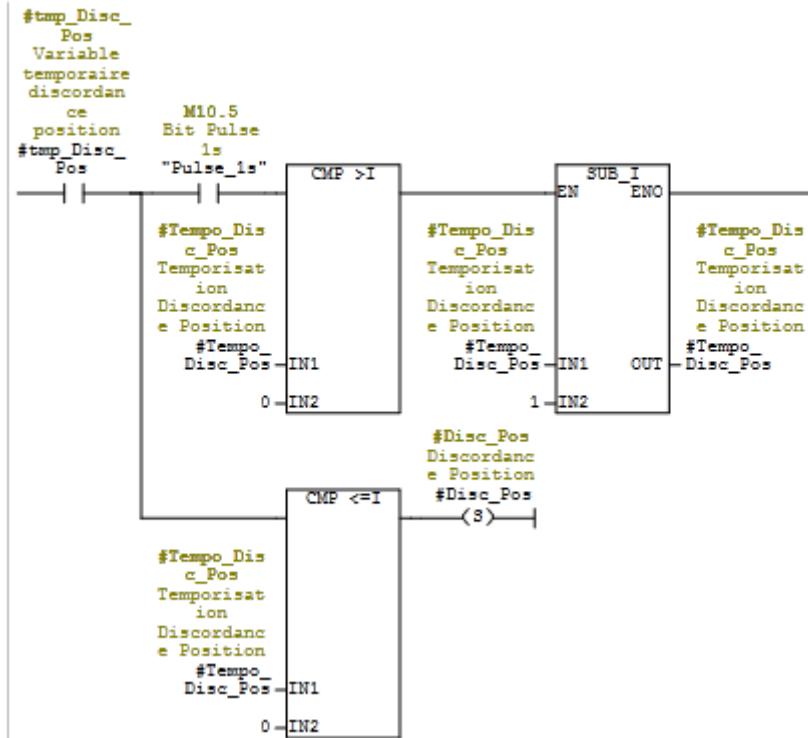 #tmp_Disc_
Pos
Variable
temporaire
discordan
ce
position
#tmp_Disc_
Pos
M10.5
Bit Pulse
1s
"Pulse_1s"
CMP >I
#Tempo_Dis
c_Pos
Temporisat
ion
Discordanc
e Position
#Tempo_
Disc_Pos IN1
0 IN2
SUB_I
EN ENO
#Tempo_Dis
c_Pos
Temporisat
ion
Discordanc
e Position
#Tempo_
Disc_Pos IN1
1 IN2
#Tempo_Dis
c_Pos
Temporisat
ion
Discordanc
e Position
#Tempo_
OUT Disc_Pos
CMP <=I
#Tempo_Dis
c_Pos
Temporisat
ion
Discordanc
e Position
#Tempo_
Disc_Pos IN1
0 IN2
#Disc_Pos
Discordanc
e Position
#Disc_Pos
(S)